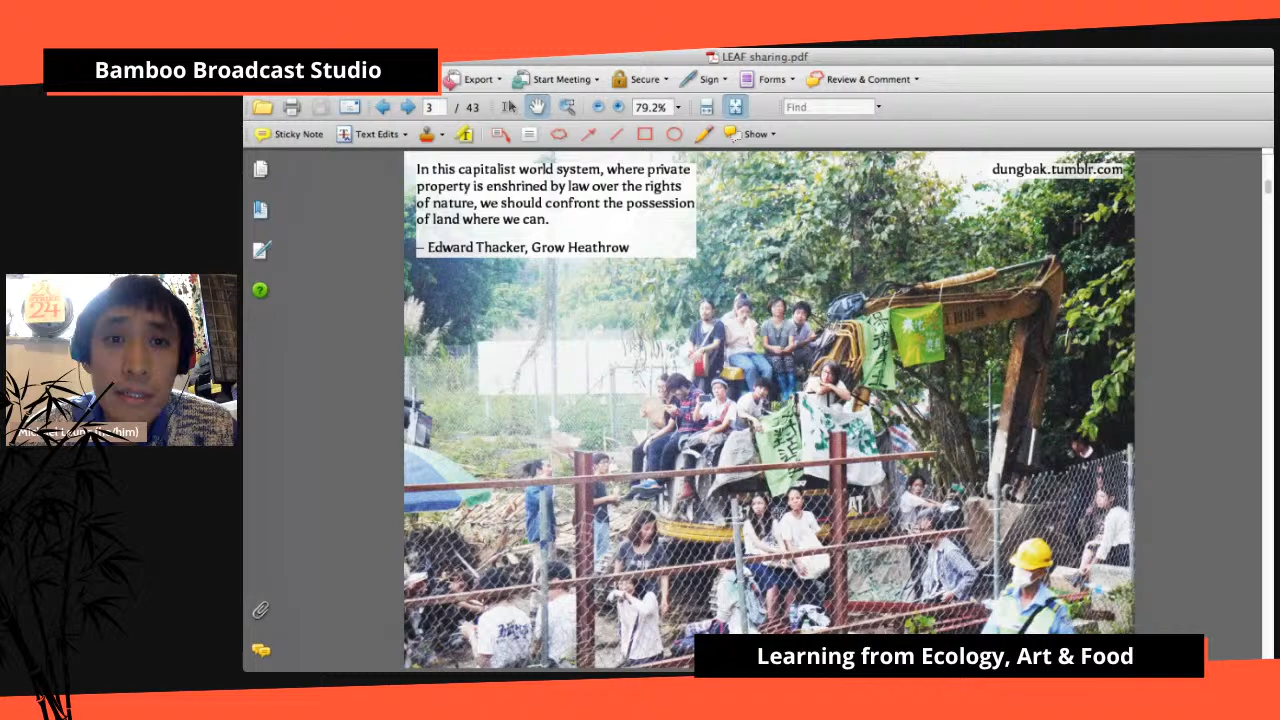 Bamboo Broadcast Studio
LEAF sharing.pdf
Export
Start Meeting
Secure
Sign
Forms
Review & Comment
3 / 43
79.2%
Find
Sticky Note
Text Edits
Show
In this capitalist world system, where private
property is enshrined by law over the rights
of nature, we should confront the possession
of land where we can.
– Edward Thacker, Grow Heathrow
dungbak.tumblr.com
24
(he/him)
Learning from Ecology, Art & Food